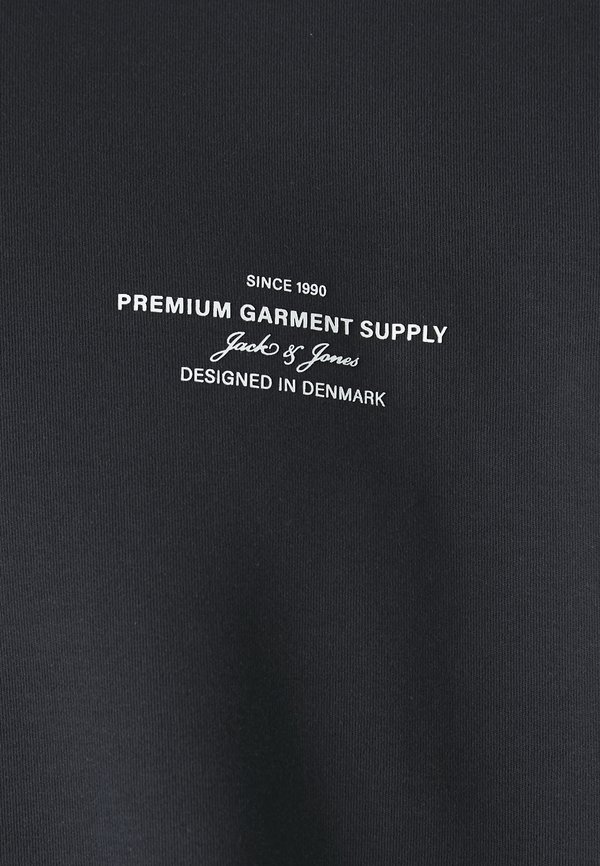 SINCE 1990
PREMIUM GARMENT SUPPLY
Jack & Jones
DESIGNED IN DENMARK